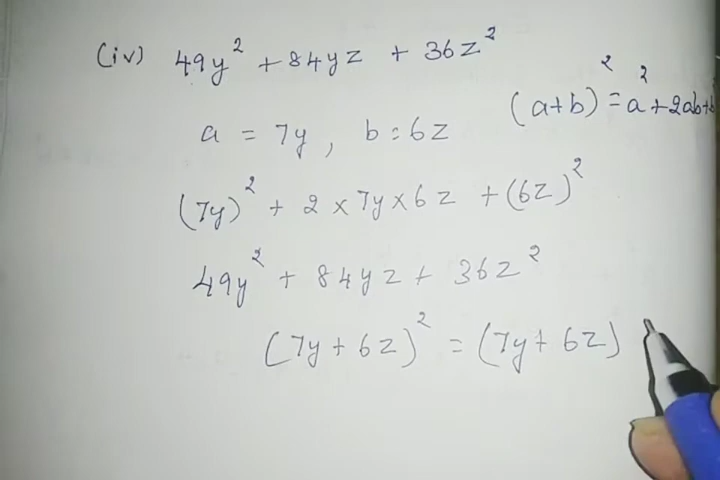 (iv) 49y² + 84yz + 36z²
(a+b)² = a² + 2ab+b
a = 7y, b = 6z
(7y)² + 2 × 7y × 6z + (6z)²
49y² + 84yz + 36z²
(7y + 6z)² = (7y + 6z)